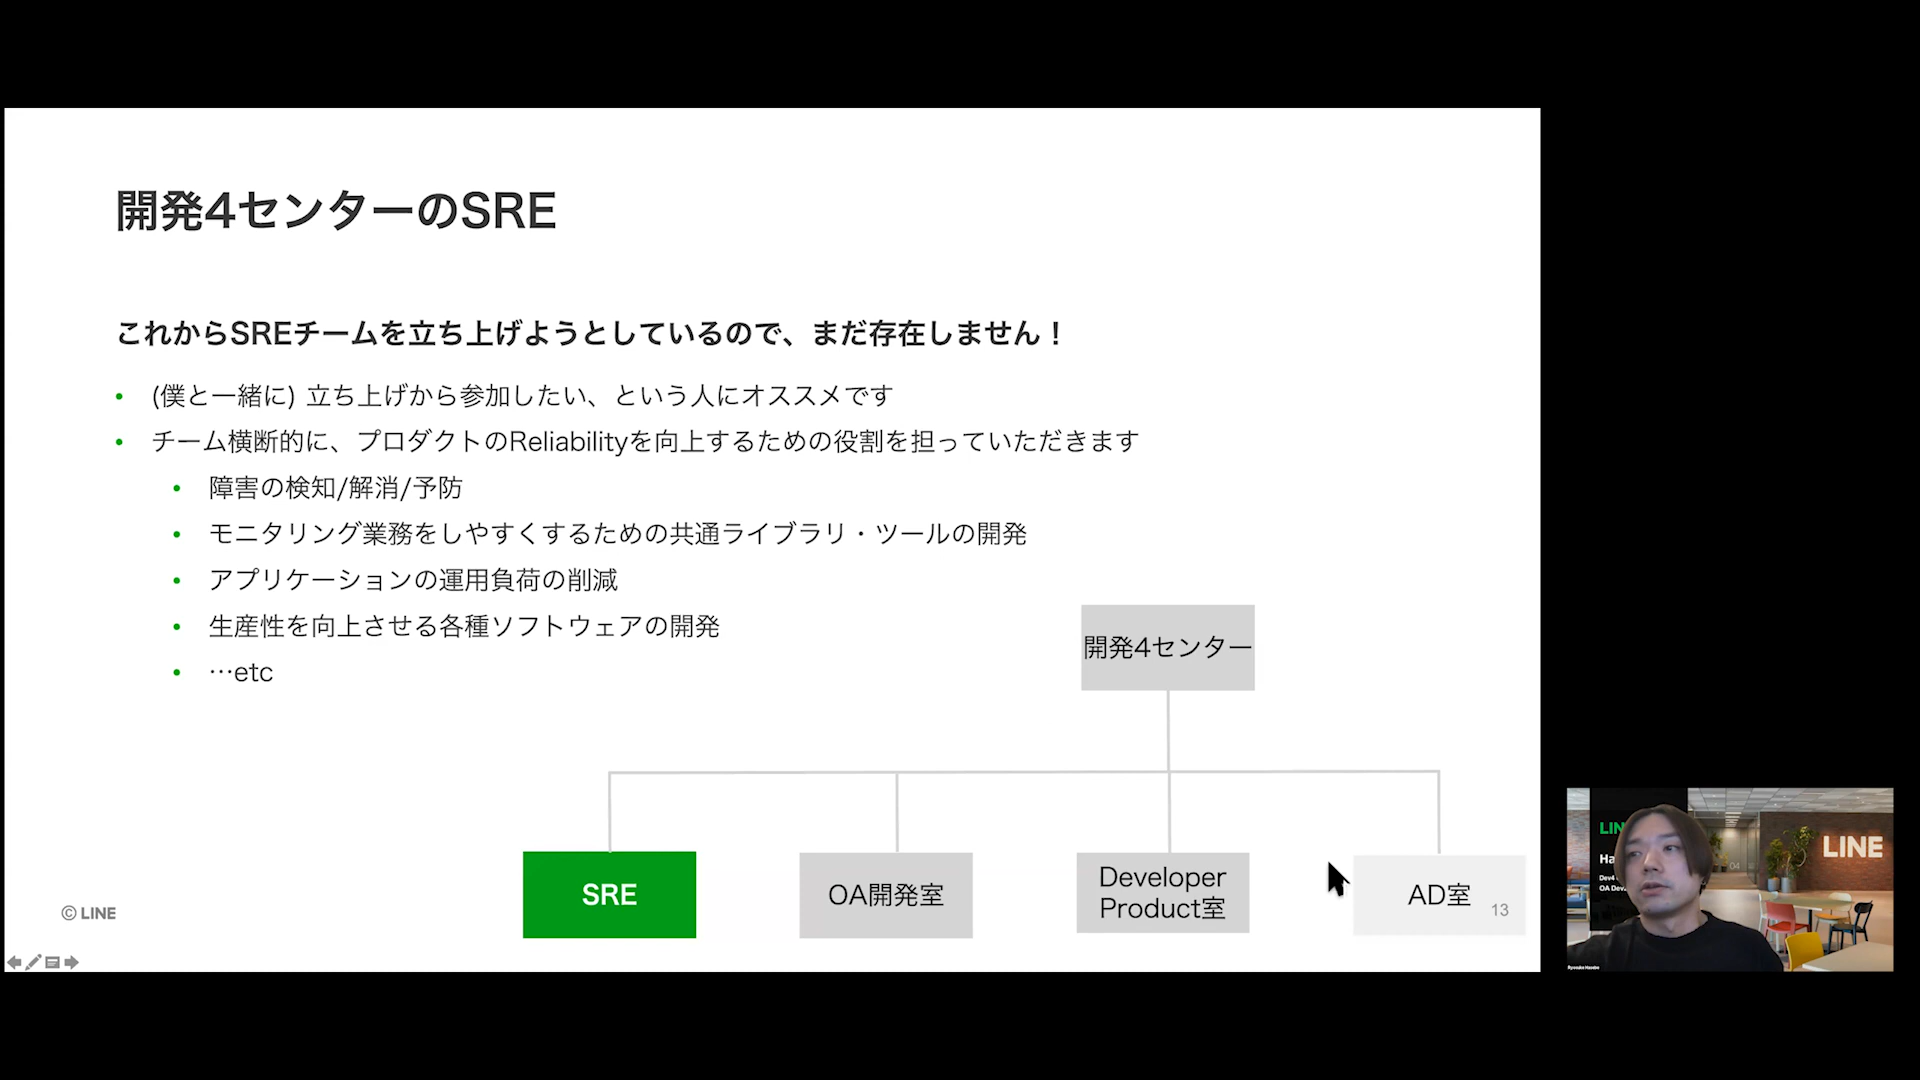 開発4センターのSRE
これからSREチームを立ち上げようとしているので、まだ存在しません！
• (僕と一緒に) 立ち上げから参加したい、という人にオススメです
• チーム横断的に、プロダクトのReliabilityを向上するための役割を担っていただきます
• 障害の検知/解消/予防
• モニタリング業務をしやすくするための共通ライブラリ・ツールの開発
• アプリケーションの運用負荷の削減
• 生産性を向上させる各種ソフトウェアの開発
• …etc
開発4センター
SRE
OA開発室
Developer
Product室
AD室
13
© LINE
LIN
Ha
Dev4
OA Dev
LINE